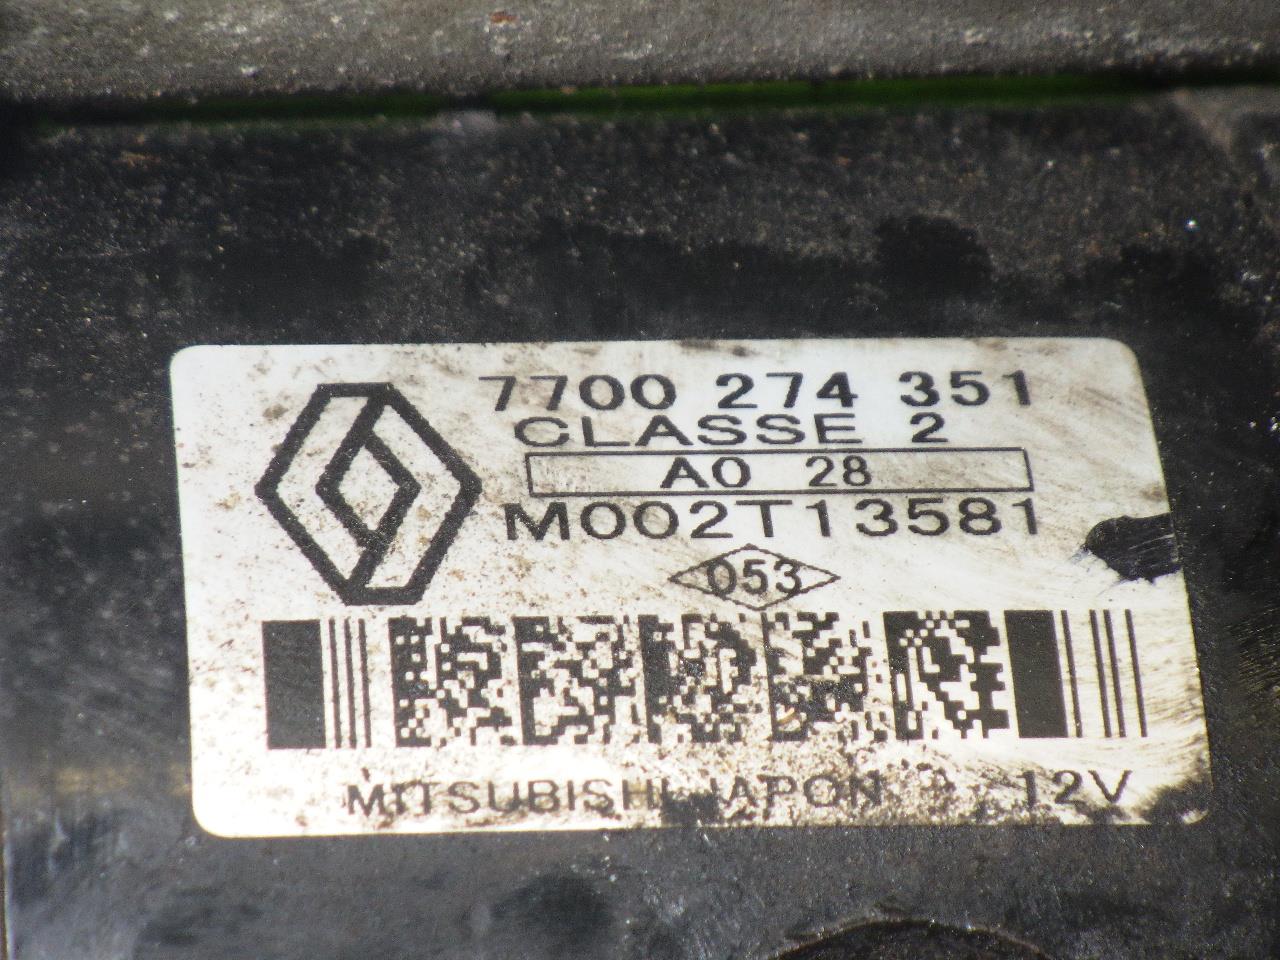 7700 274 351
CLASSE 2
A0 28
M002T13581
053
MITSUBISHI JAPON 12V